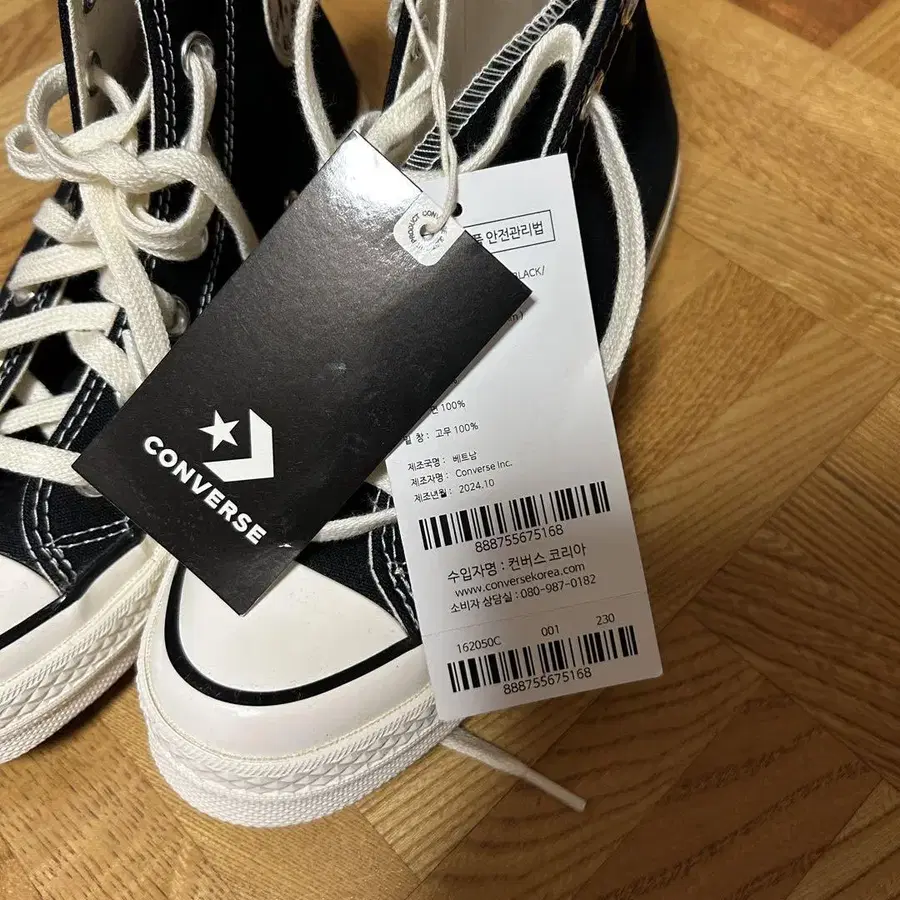 CONVERSE
안전관리법
BLACK/
100%
창 : 고무 100%
제조국명 : 베트남
제조자명 : Converse Inc.
제조년월 : 2024.10
888755675168
수입자명 : 컨버스 코리아
www.conversekorea.com
소비자 상담실 : 080-987-0182
162050C 001 230
888755675168